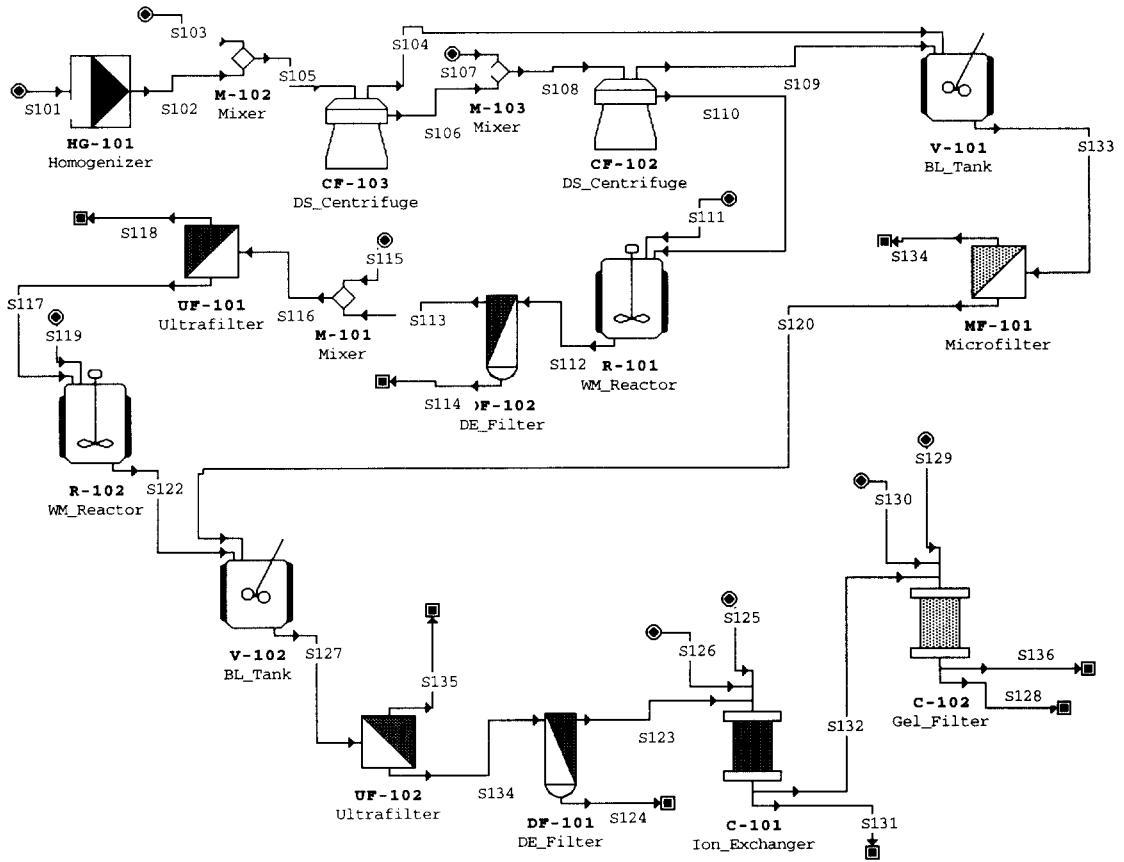 S103
S104
S101
S102
S105
S107
S106
S108
S109
S110
S133
HG-101
Homogenizer
M-102
Mixer
M-103
Mixer
CF-103
DS_Centrifuge
CF-102
DS_Centrifuge
V-101
BL_Tank
S118
S115
S111
S134
S117
UF-101
Ultrafilter
S116
M-101
Mixer
S113
S112
R-101
WM_Reactor
S120
MF-101
Microfilter
S119
S114
F-102
DE_Filter
R-102
WM_Reactor
S122
S129
S130
V-102
BL_Tank
S127
S135
S125
S126
S136
S128
C-102
Gel_Filter
S132
S123
UF-102
Ultrafilter
S134
DF-101
DE_Filter
S124
C-101
Ion_Exchanger
S131